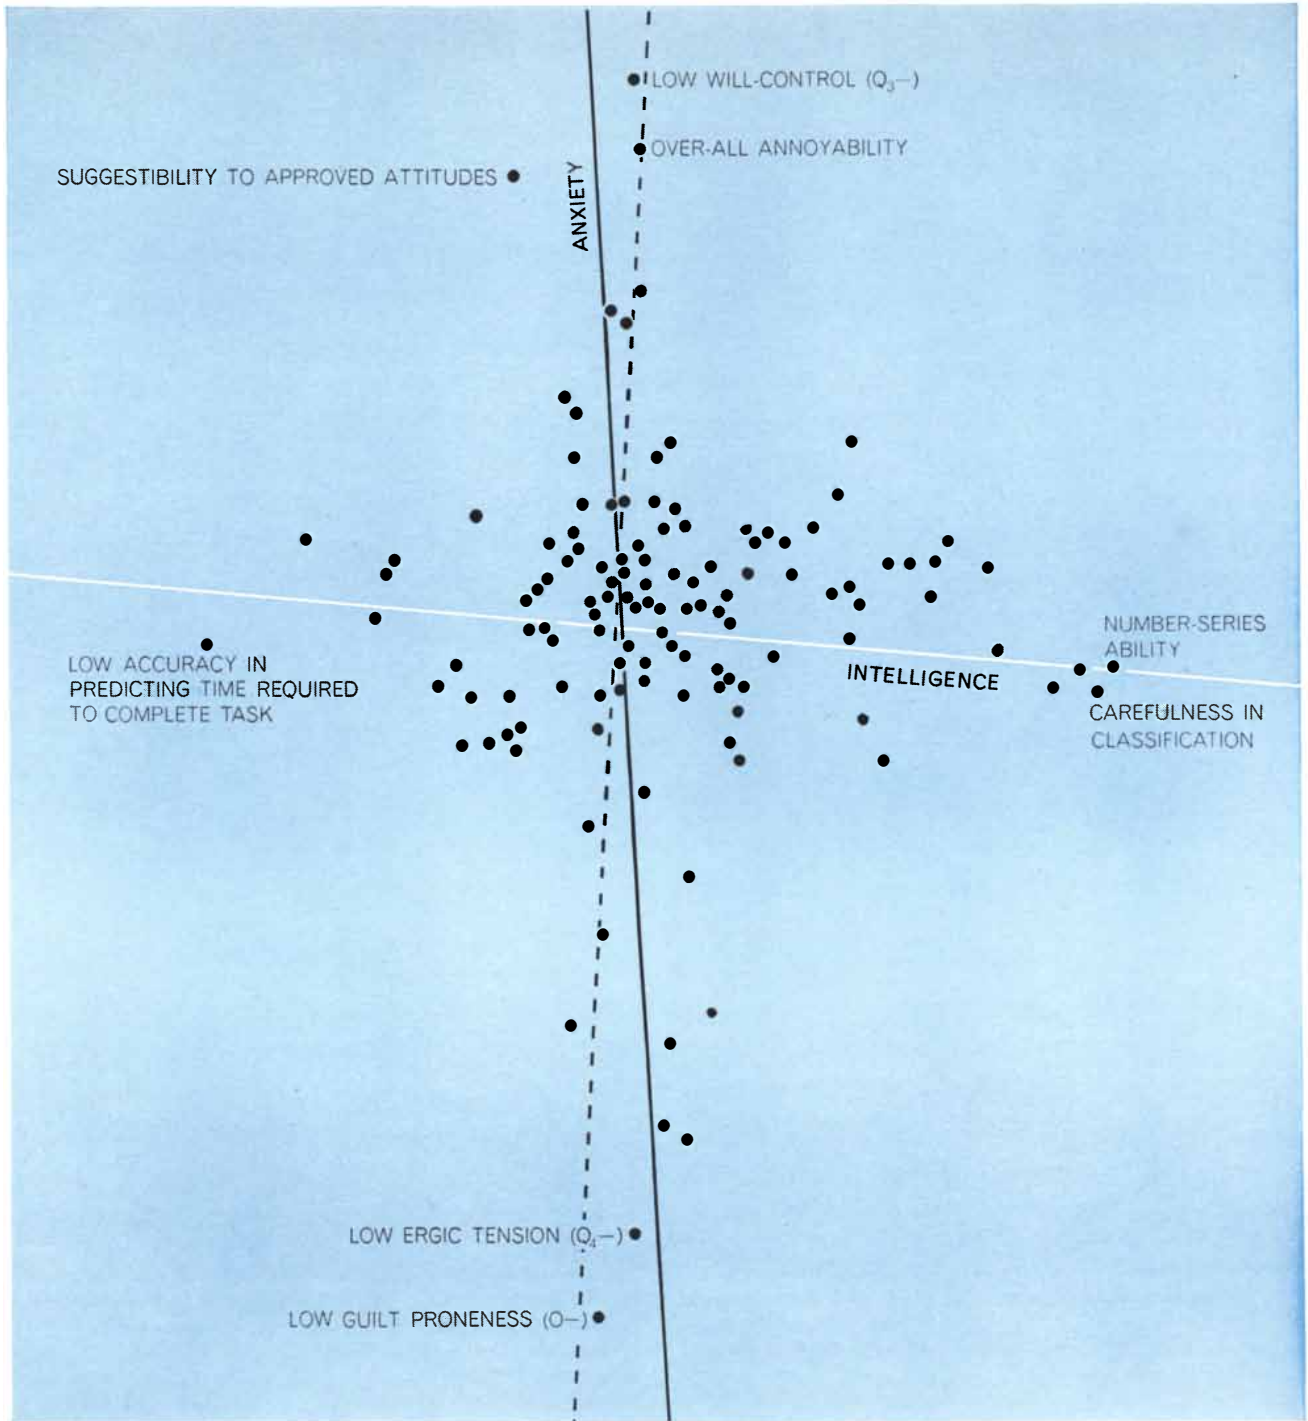 LOW WILL-CONTROL (Q₃—)
OVER-ALL ANNOYABILITY
SUGGESTIBILITY TO APPROVED ATTITUDES
ANXIETY
NUMBER-SERIES
ABILITY
LOW ACCURACY IN
PREDICTING TIME REQUIRED
TO COMPLETE TASK
INTELLIGENCE
CAREFULNESS IN
CLASSIFICATION
LOW ERGIC TENSION (Q₄—)
LOW GUILT PRONENESS (O—)